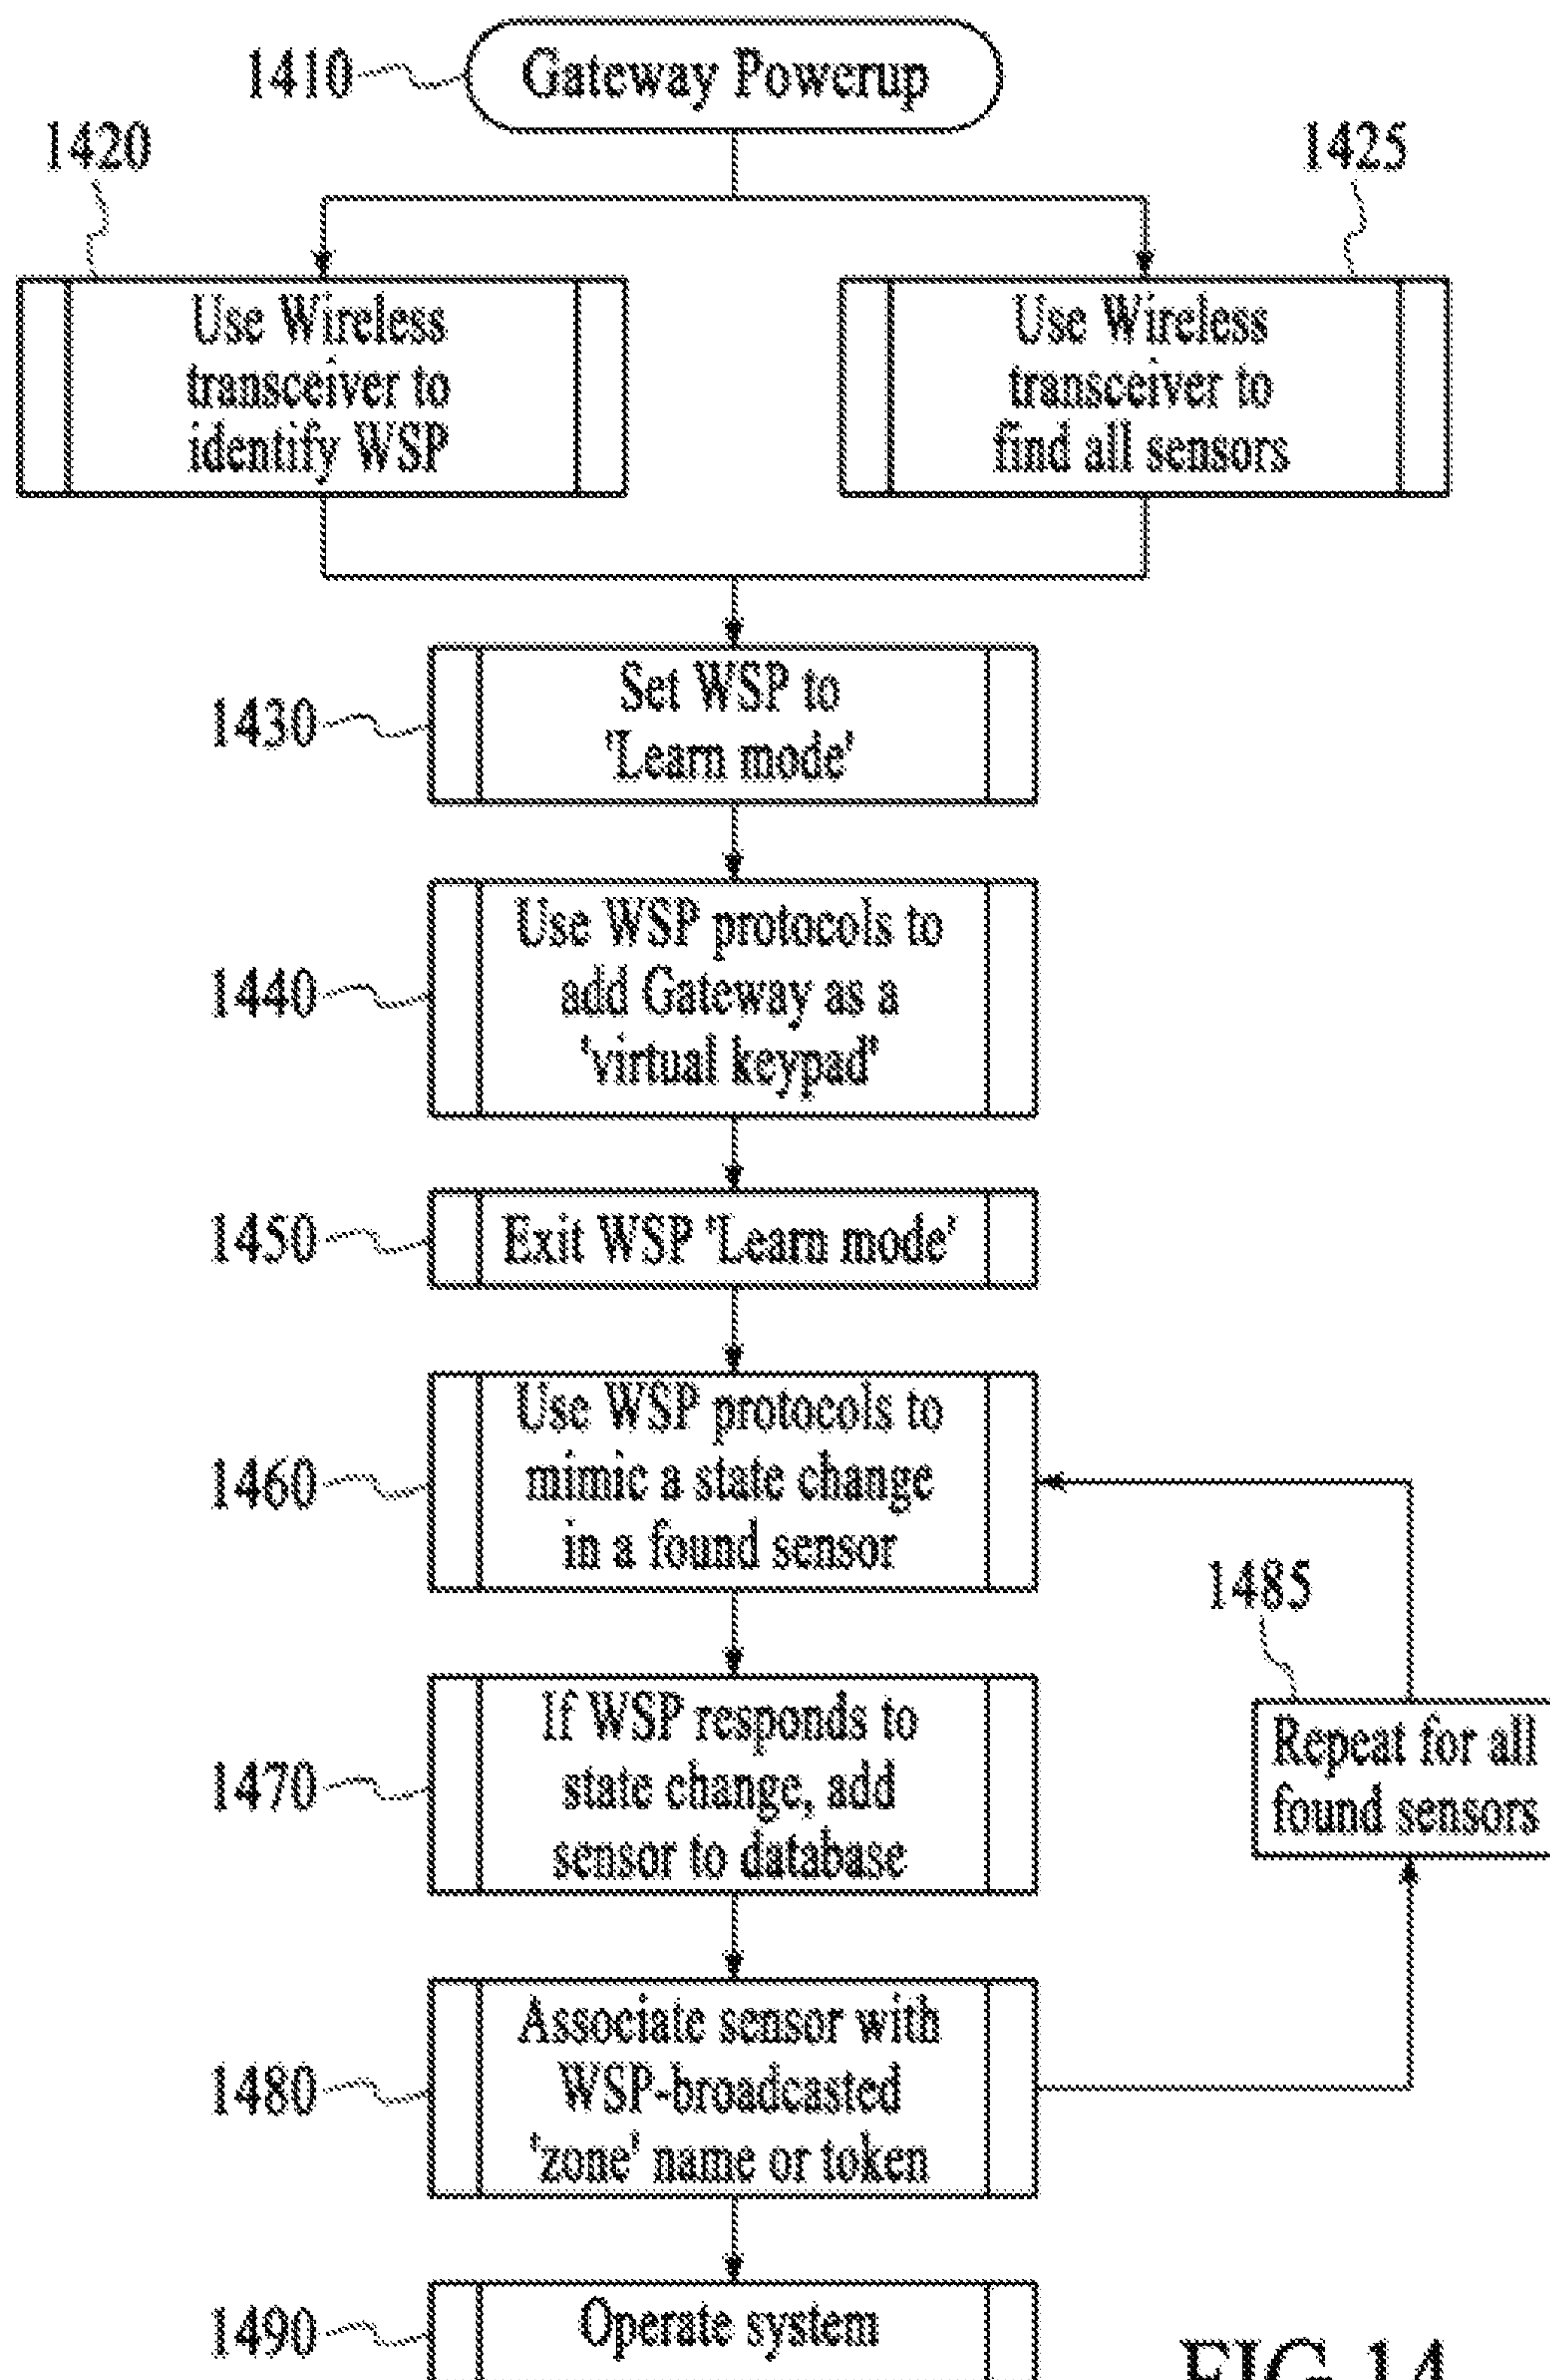 1410
Gateway Powerup
1420
1425
Use Wireless
transceiver to
identify WSP
Use Wireless
transceiver to
find all sensors
1430
Set WSP to
'Learn mode'
1440
Use WSP protocols to
add Gateway as a
'virtual keypad'
1450
Exit WSP 'Learn mode'
1460
Use WSP protocols to
mimic a state change
in a found sensor
1485
Repeat for all
found sensors
1470
If WSP responds to
state change, add
sensor to database
1480
Associate sensor with
WSP-broadcasted
'zone' name or token
1490
Operate system
FIG.14